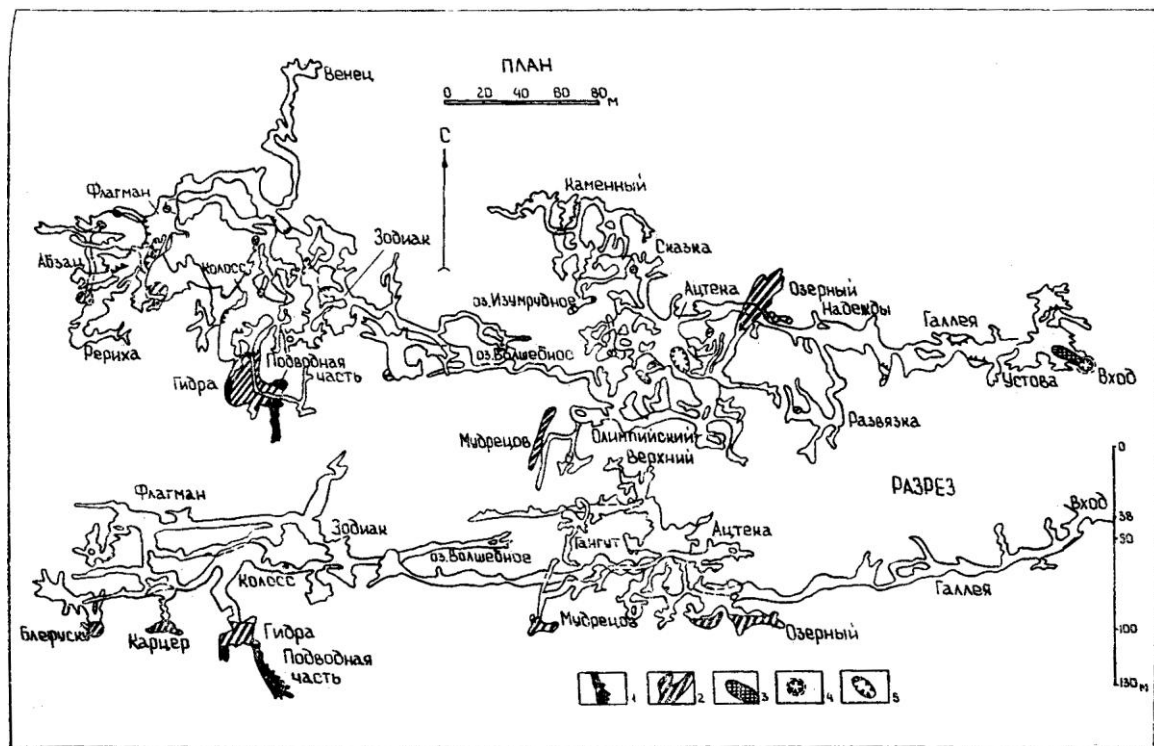 ПЛАН
0 20 40 60 80 м
С
Венец
Флагман
Абзац
Колосс
Зодиак
Рериха
Гидра
Подводная
часть
Каменный
Сказка
оз.Изумрудное
Ацтека
Озерный
Надежды
Галлея
оз.Волшебное
Устова
Вход
Развязка
Мудрецов
Олимпийский
Верхний
РАЗРЕЗ
0
38
50
100
130 м
Флагман
Зодиак
Колосс
оз.Волшебное
Тангут
Ацтека
Вход
Галлея
Блеруск
Карцер
Гидра
Подводная
часть
Мудрецов
Озерный
1 2 3 4 5